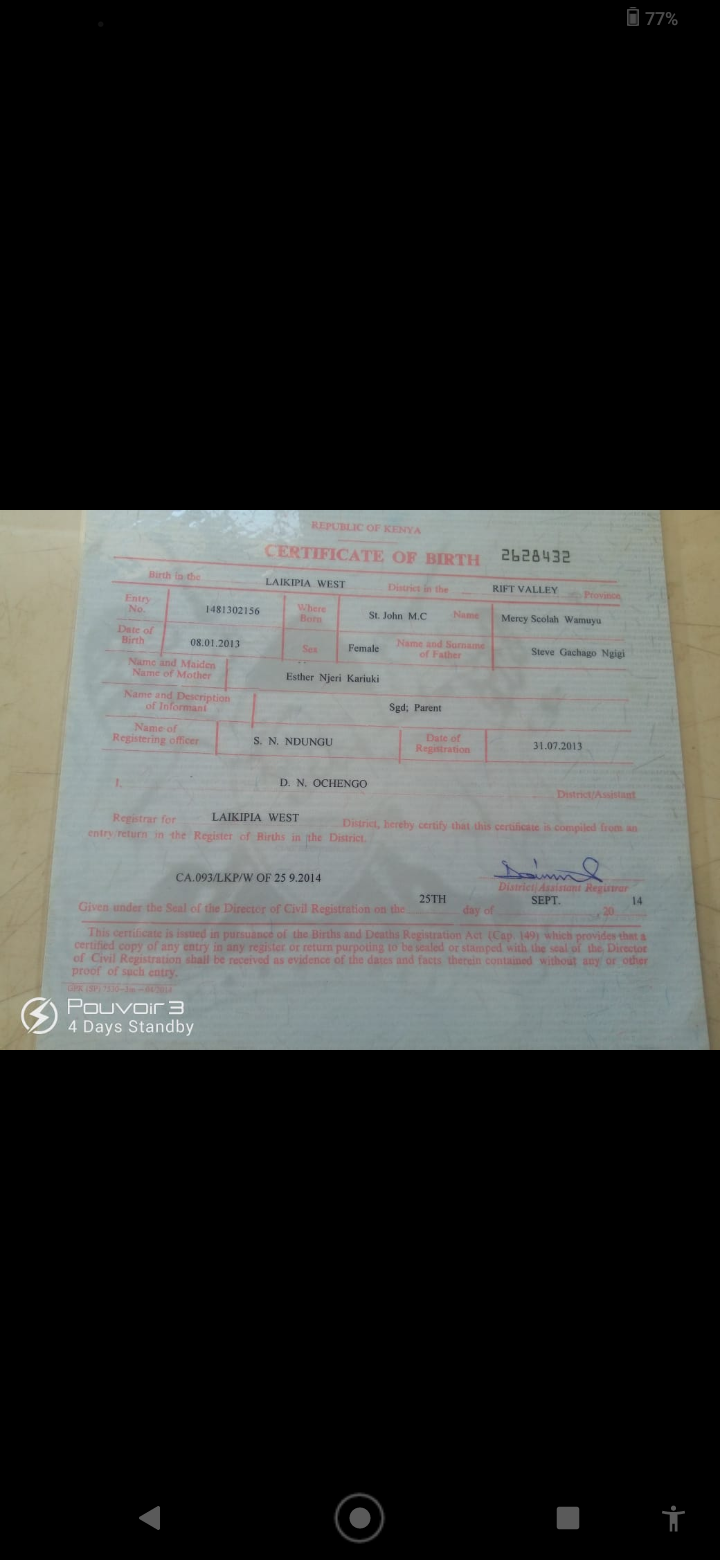 77%
REPUBLIC OF KENYA
CERTIFICATE OF BIRTH 2628432
Birth in the LAIKIPIA WEST District in the RIFT VALLEY Province
Entry No. 1481302156 Where Born St. John M.C Name Mercy Scolah Wamuyu
Date of Birth 08.01.2013 Sex Female Name and Surname of Father Steve Gachago Ngigi
Name and Maiden Name of Mother Esther Njeri Kariuki
Name and Description of Informant Sgd; Parent
Name of Registering officer S. N. NDUNGU Date of Registration 31.07.2013
I, D. N. OCHENGO District/Assistant
Registrar for LAIKIPIA WEST District, hereby certify that this certificate is compiled from an
entry/return in the Register of Births in the District.
CA.093/LKP/W OF 25 9.2014
District/Assistant Registrar
Given under the Seal of the Director of Civil Registration on the 25TH day of SEPT. 20 14
This certificate is issued in pursuance of the Births and Deaths Registration Act (Cap. 149) which provides that a
certified copy of any entry in any register or return purporting to be sealed or stamped with the seal of the Director
of Civil Registration shall be received as evidence of the dates and facts therein contained without any or other
proof of such entry.
GPK (SP)
Pouvoir 3
4 Days Standby